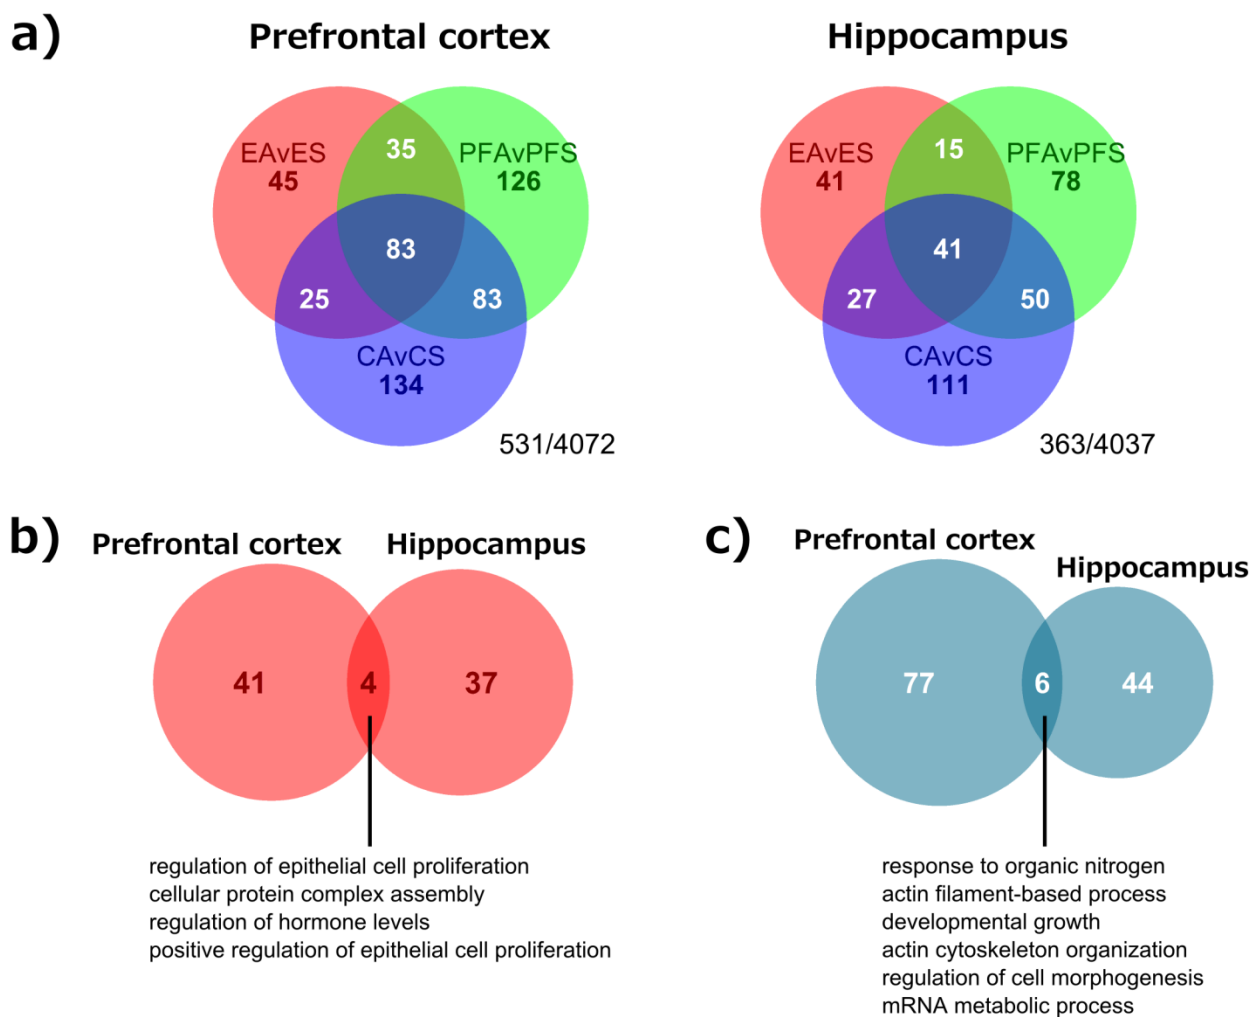 a)
Prefrontal cortex
Hippocampus
EAvES
45
35
PFAvPFS
126
83
25
83
CAvCS
134
531/4072
EAvES
41
15
PFAvPFS
78
41
27
50
CAvCS
111
363/4037
b)
Prefrontal cortex
Hippocampus
41
4
37
regulation of epithelial cell proliferation
cellular protein complex assembly
regulation of hormone levels
positive regulation of epithelial cell proliferation
c)
Prefrontal cortex
Hippocampus
77
6
44
response to organic nitrogen
actin filament-based process
developmental growth
actin cytoskeleton organization
regulation of cell morphogenesis
mRNA metabolic process